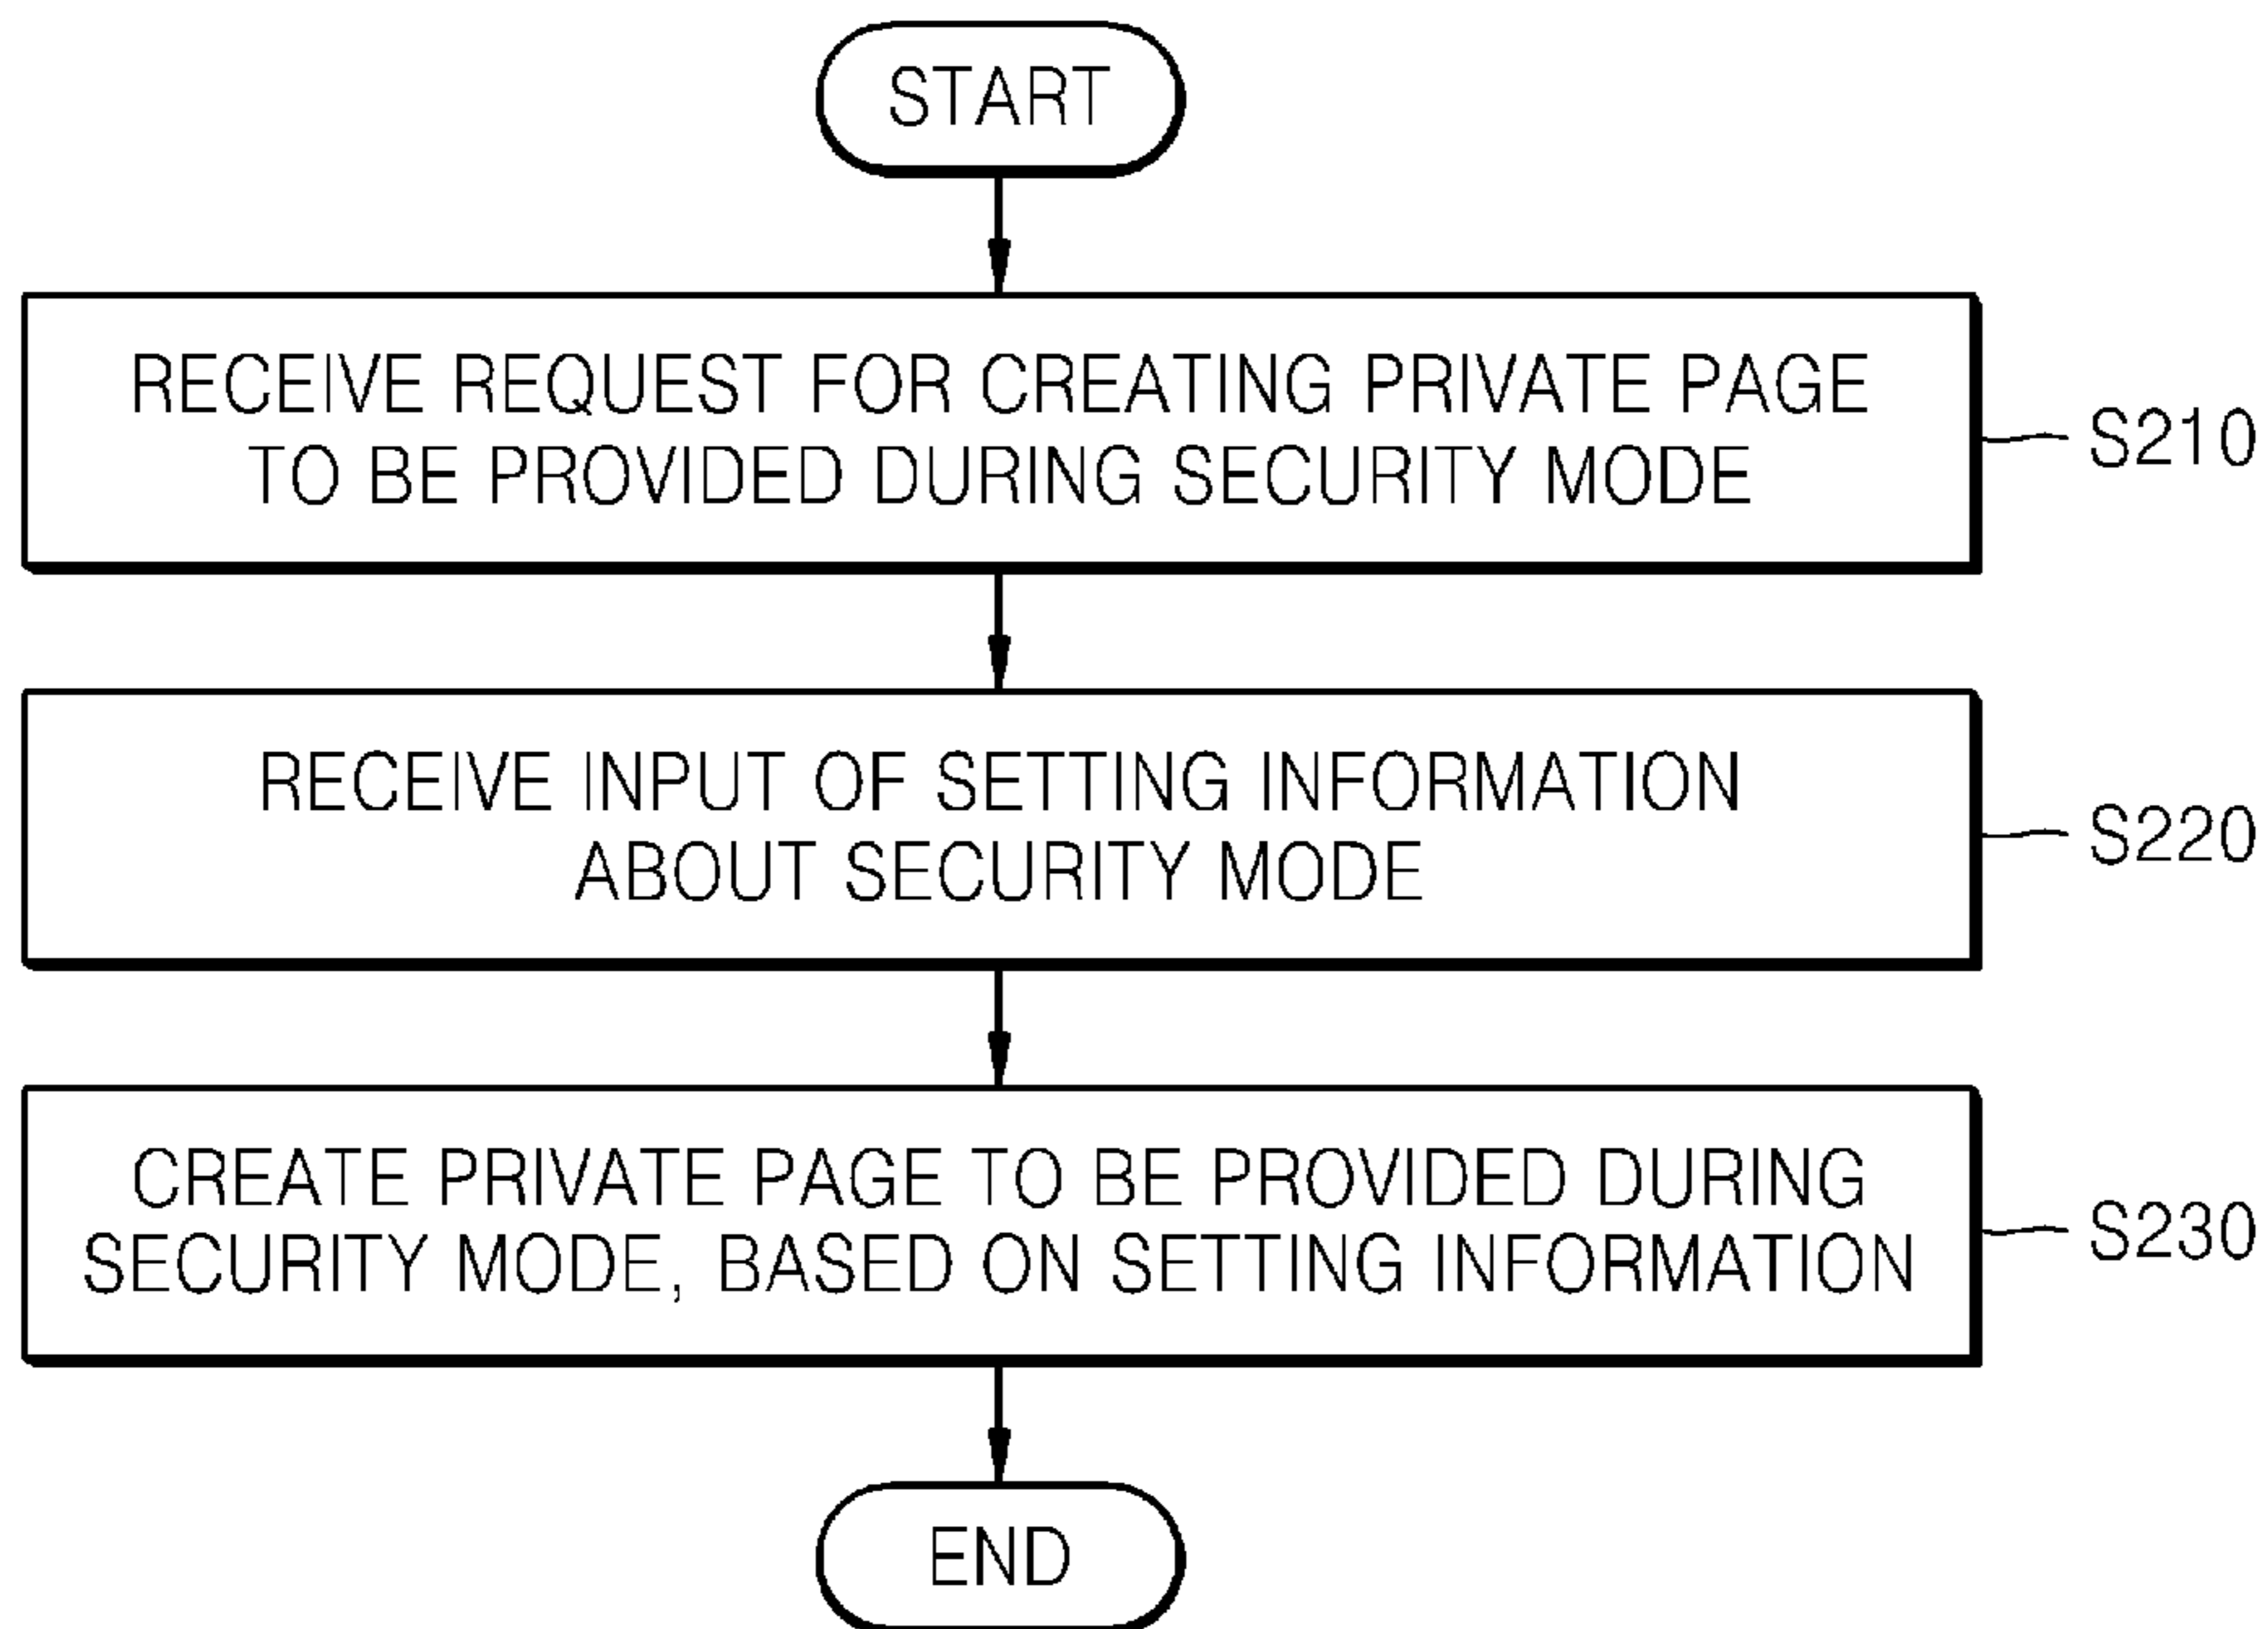 START
RECEIVE REQUEST FOR CREATING PRIVATE PAGE
TO BE PROVIDED DURING SECURITY MODE
S210
RECEIVE INPUT OF SETTING INFORMATION
ABOUT SECURITY MODE
S220
CREATE PRIVATE PAGE TO BE PROVIDED DURING
SECURITY MODE, BASED ON SETTING INFORMATION
S230
END